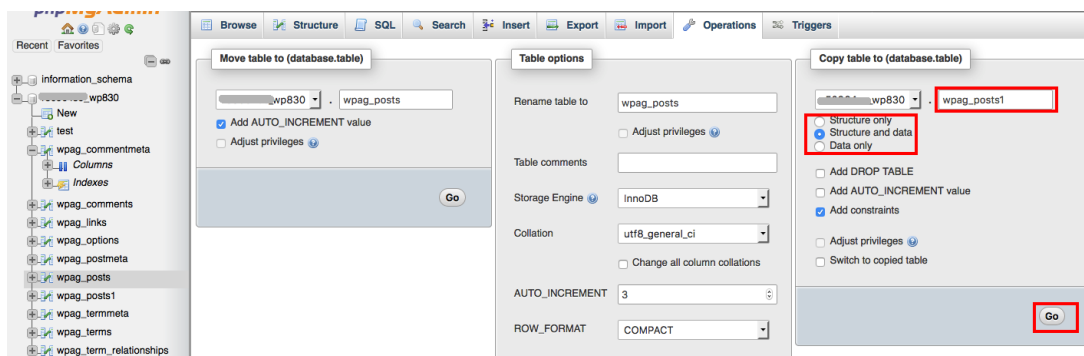 phpMyAdmin
Recent Favorites
information_schema
_wp830
New
test
wpag_commentmeta
Columns
Indexes
wpag_comments
wpag_links
wpag_options
wpag_postmeta
wpag_posts
wpag_posts1
wpag_termmeta
wpag_terms
wpag_term_relationships
Browse Structure SQL Search Insert Export Import Operations Triggers
Move table to (database.table)
_wp830 . wpag_posts
Add AUTO_INCREMENT value
Adjust privileges
Go
Table options
Rename table to wpag_posts
Adjust privileges
Table comments
Storage Engine InnoDB
Collation utf8_general_ci
Change all column collations
AUTO_INCREMENT 3
ROW_FORMAT COMPACT
Copy table to (database.table)
_wp830 . wpag_posts1
Structure only
Structure and data
Data only
Add DROP TABLE
Add AUTO_INCREMENT value
Add constraints
Adjust privileges
Switch to copied table
Go